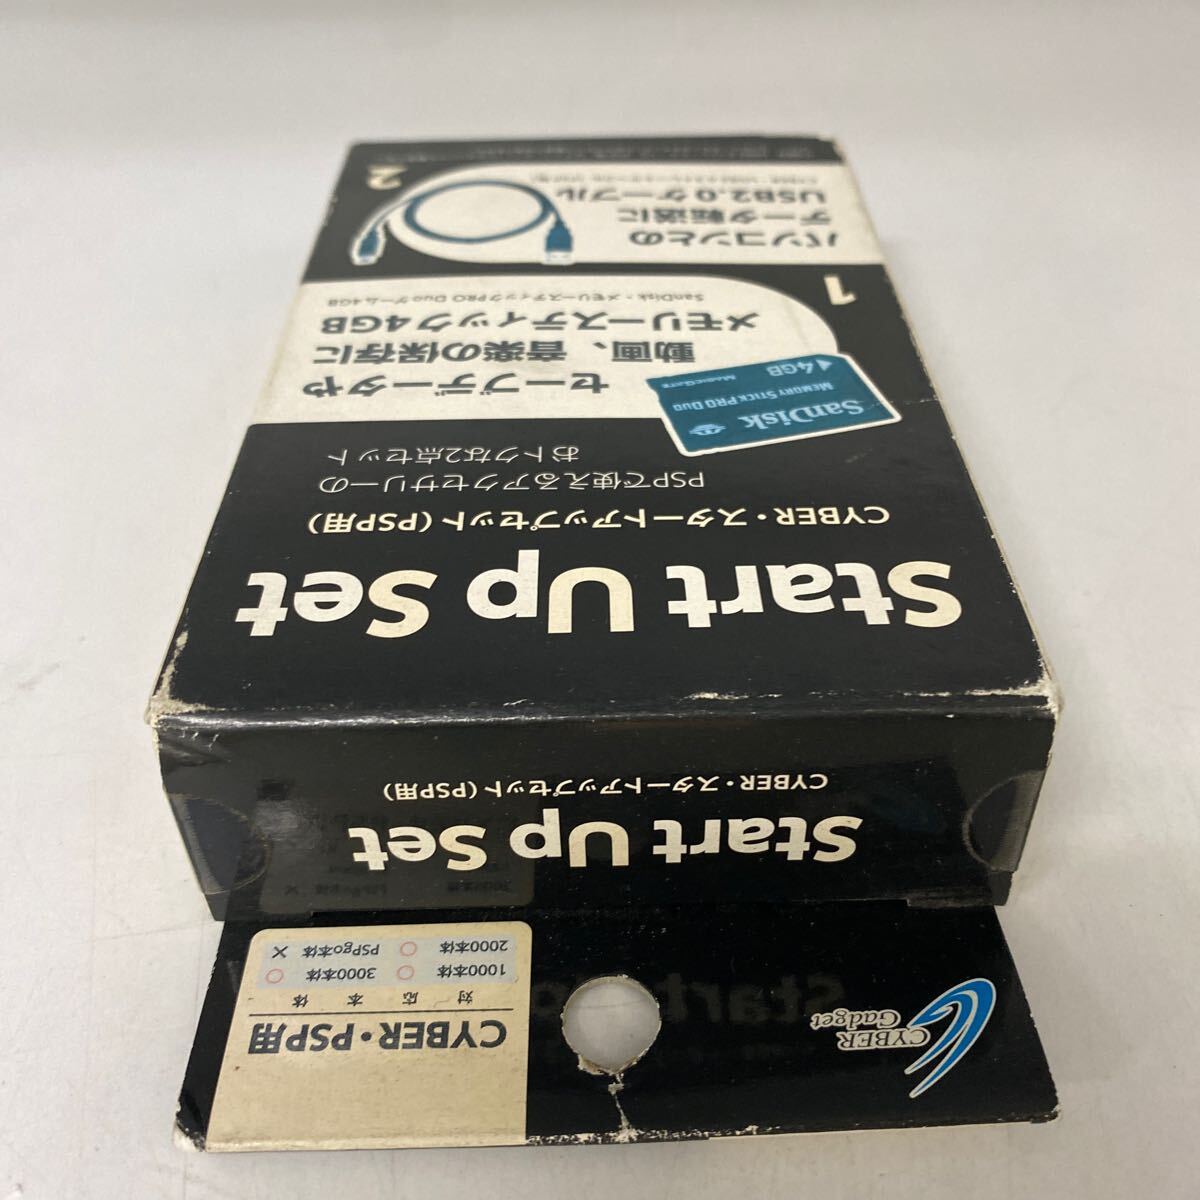 CYBER Gadget
CYBER・PSP用
対応本体
1000本体 ○ 3000本体 ○
2000本体 ○ PSPgo本体 ×
Start Up Set
CYBER・スタートアップセット(PSP用)
Start Up Set
CYBER・スタートアップセット(PSP用)
PSPで使えるアクセサリーの
おトクな2点セット
SanDisk
MEMORY STICK PRO DUO
MAGICGATE
4GB
1
セーブデータや
動画、音楽の保存に
メモリースティック4GB
SanDisk・メモリースティックPRO Duoゲーム4GB
2
パソコンとの
データ転送に
USB2.0ケーブル